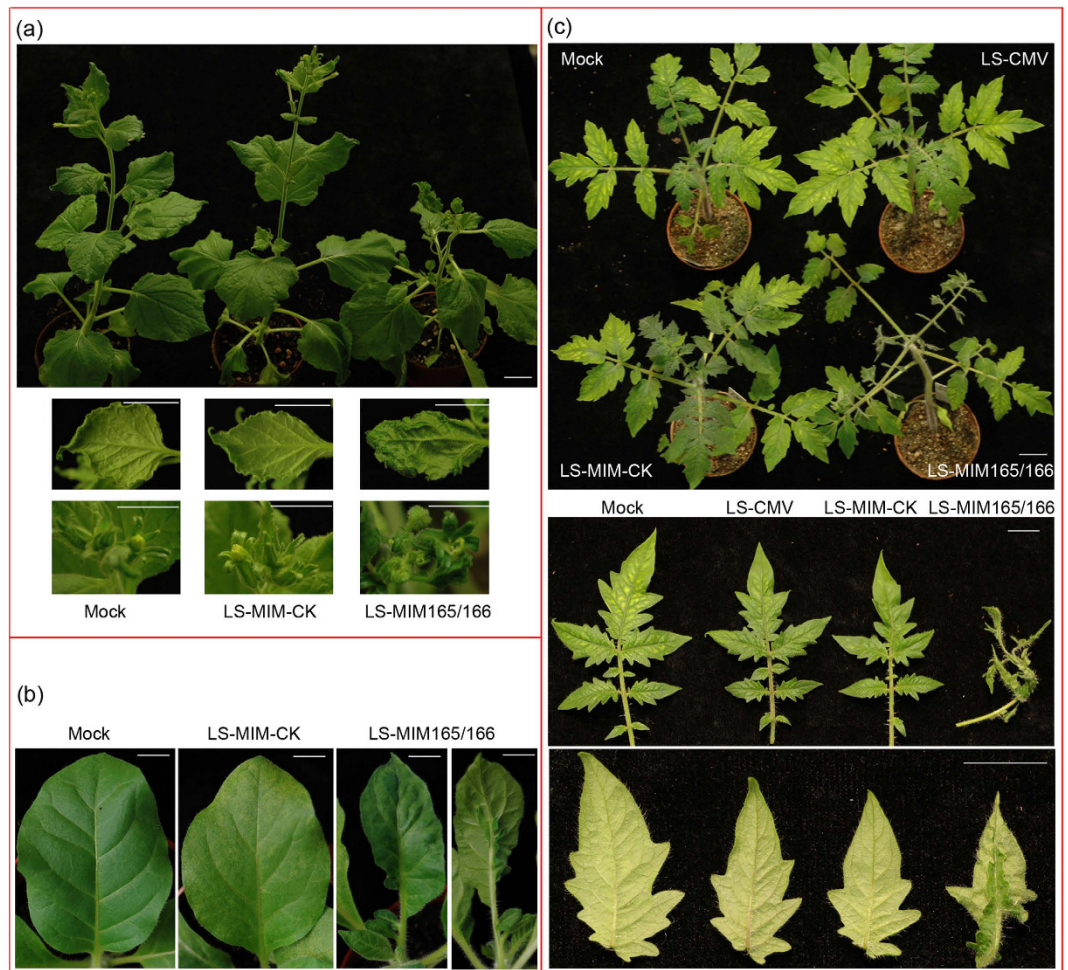 (a)
Mock LS-MIM-CK LS-MIM165/166
(b)
Mock LS-MIM-CK LS-MIM165/166
(c)
Mock LS-CMV
LS-MIM-CK LS-MIM165/166
Mock LS-CMV LS-MIM-CK LS-MIM165/166